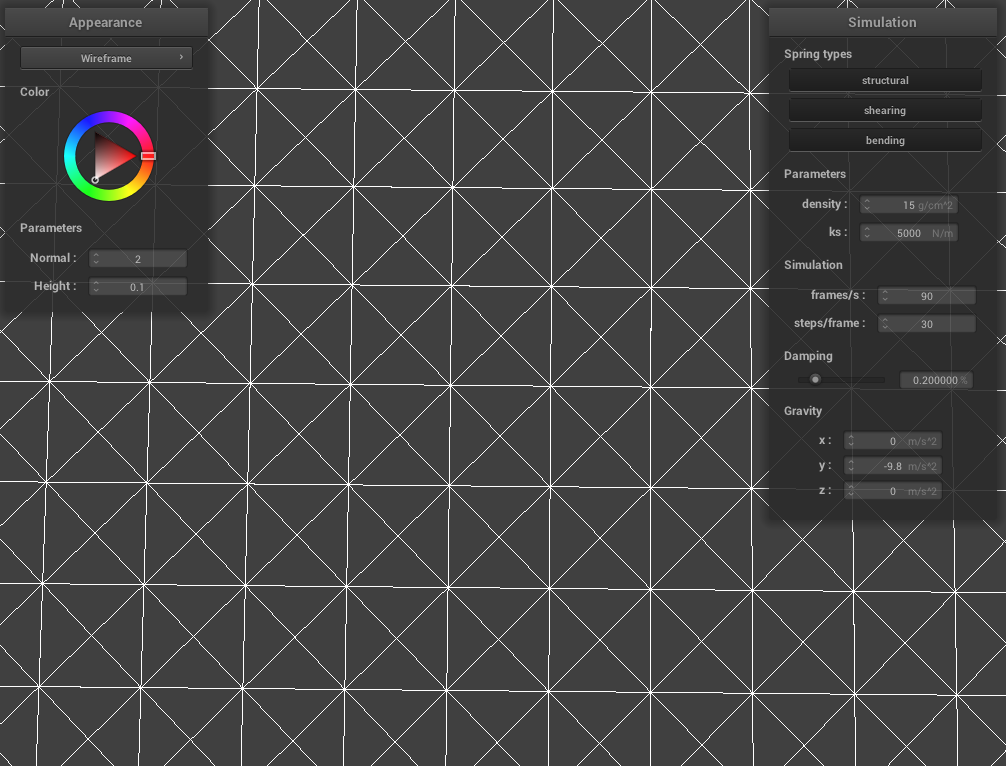 Appearance
Wireframe ›
Color
Parameters
Normal : 2
Height : 0.1
Simulation
Spring types
structural
shearing
bending
Parameters
density : 15 g/cm^2
ks : 5000 N/m
Simulation
frames/s : 90
steps/frame : 30
Damping
0.200000 %
Gravity
x : 0 m/s^2
y : -9.8 m/s^2
z : 0 m/s^2